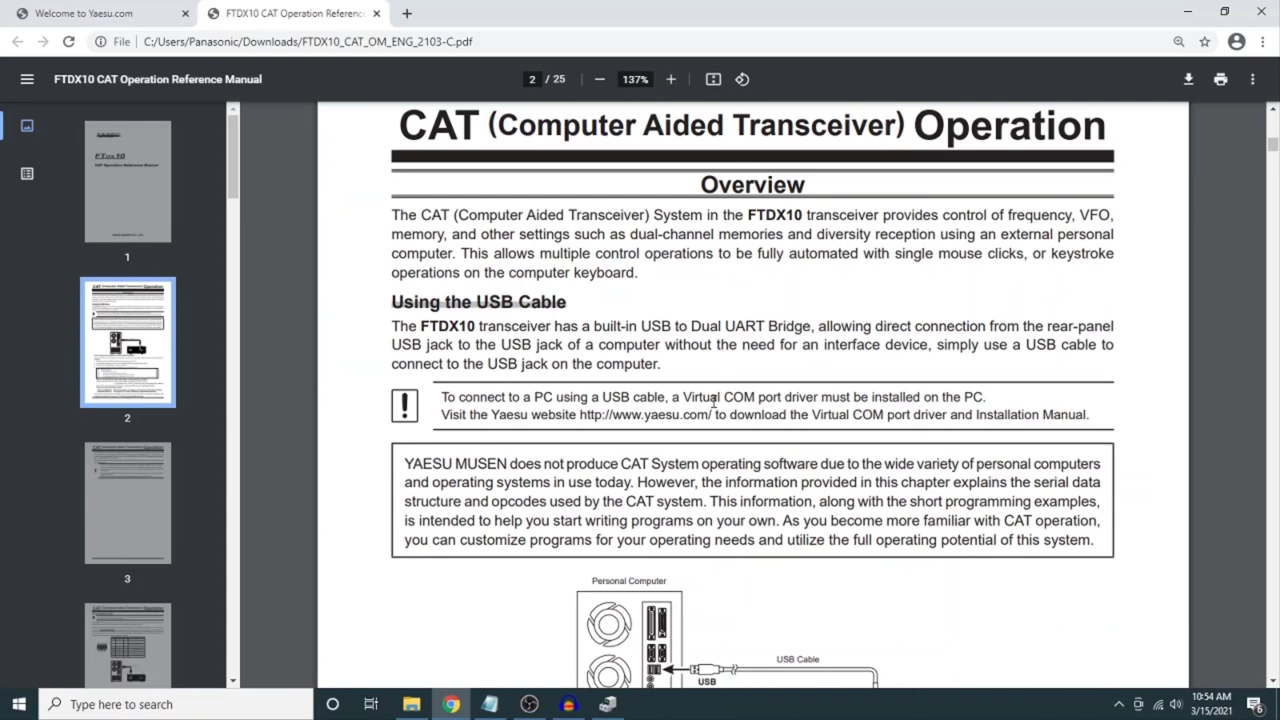 Welcome to Yaesu.com
FTDX10 CAT Operation Reference
File C:/Users/Panasonic/Downloads/FTDX10_CAT_OM_ENG_2103-C.pdf
FTDX10 CAT Operation Reference Manual
2 / 25
137%
1
2
3
CAT (Computer Aided Transceiver) Operation
Overview
The CAT (Computer Aided Transceiver) System in the FTDX10 transceiver provides control of frequency, VFO,
memory, and other settings such as dual-channel memories and diversity reception using an external personal
computer. This allows multiple control operations to be fully automated with single mouse clicks, or keystroke
operations on the computer keyboard.
Using the USB Cable
The FTDX10 transceiver has a built-in USB to Dual UART Bridge, allowing direct connection from the rear-panel
USB jack to the USB jack of a computer without the need for an interface device, simply use a USB cable to
connect to the USB jack on the computer.
To connect to a PC using a USB cable, a Virtual COM port driver must be installed on the PC.
Visit the Yaesu website http://www.yaesu.com/ to download the Virtual COM port driver and Installation Manual.
YAESU MUSEN does not produce CAT System operating software due to the wide variety of personal computers
and operating systems in use today. However, the information provided in this chapter explains the serial data
structure and opcodes used by the CAT system. This information, along with the short programming examples,
is intended to help you start writing programs on your own. As you become more familiar with CAT operation,
you can customize programs for your operating needs and utilize the full operating potential of this system.
Personal Computer
USB Cable
USB
Type here to search
10:54 AM
3/15/2021